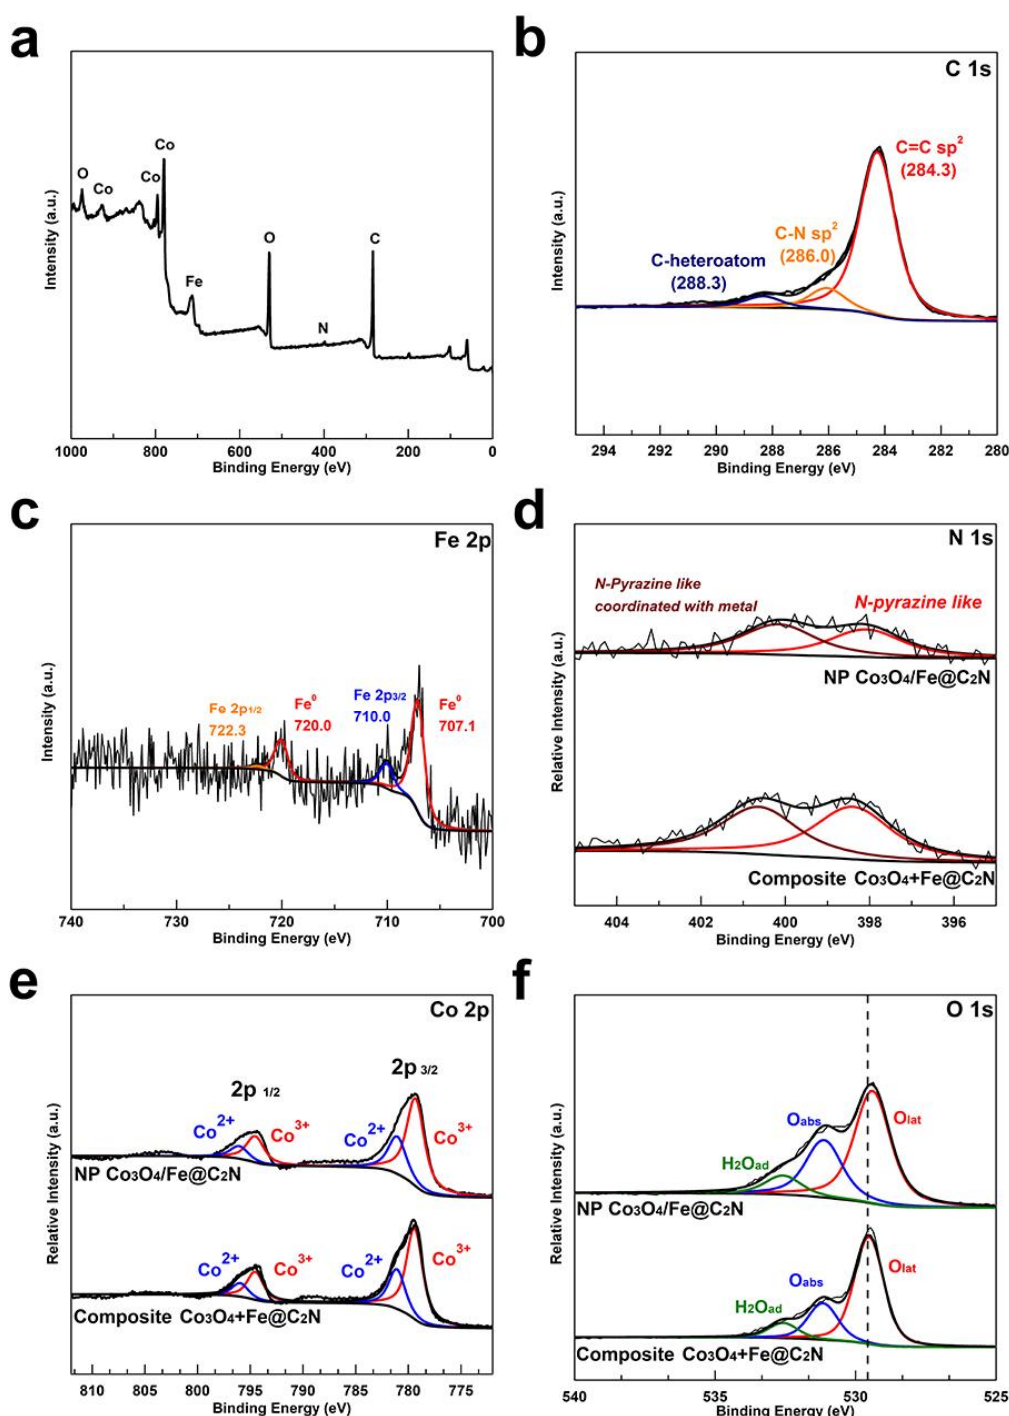 a
O
Co
Co
Co
Fe
O
N
C
Intensity (a.u.)
1000 800 600 400 200 0
Binding Energy (eV)
b
C 1s
C=C sp²
(284.3)
C-N sp²
(286.0)
C-heteroatom
(288.3)
Intensity (a.u.)
294 292 290 288 286 284 282 280
Binding Energy (eV)
c
Fe 2p
Fe 2p1/2
722.3
Fe⁰
720.0
Fe 2p3/2
710.0
Fe⁰
707.1
Intensity (a.u.)
740 730 720 710 700
Binding Energy (eV)
d
N 1s
N-Pyrazine like
coordinated with metal
N-pyrazine like
NP Co₃O₄/Fe@C₂N
Composite Co₃O₄+Fe@C₂N
Relative Intensity (a.u.)
404 402 400 398 396
Binding Energy (eV)
e
Co 2p
2p 1/2
2p 3/2
Co²⁺
Co³⁺
Co²⁺
Co³⁺
NP Co₃O₄/Fe@C₂N
Co²⁺
Co³⁺
Co²⁺
Co³⁺
Composite Co₃O₄+Fe@C₂N
Relative Intensity (a.u.)
810 805 800 795 790 785 780 775
Binding Energy (eV)
f
O 1s
Oabs
Olat
H₂Oad
NP Co₃O₄/Fe@C₂N
Oabs
Olat
H₂Oad
Composite Co₃O₄+Fe@C₂N
Relative Intensity (a.u.)
540 535 530 525
Binding Energy (eV)